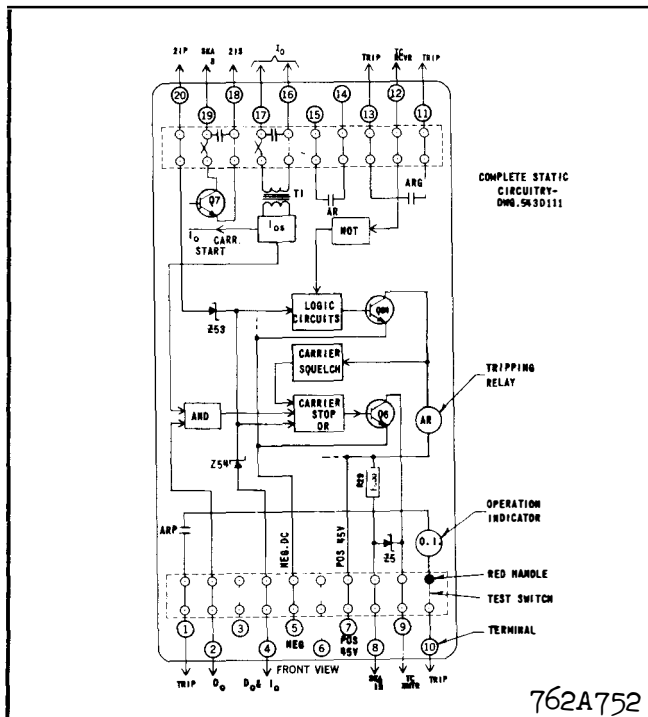 21P SKA 8 21S I₀ TRIP TC RCVR TRIP
20 19 18 17 16 15 14 13 12 11
COMPLETE STATIC
CIRCUITRY-
DWG.543D111
Q7
T1
AR
ARG
I₀
CARR.
START
I₀S
NOT
Z53
LOGIC
CIRCUITS
CARRIER
SQUELCH
TRIPPING
RELAY
AND
CARRIER
STOP
OR
Q6
AR
Z54
R29
OPERATION
INDICATOR
ARP
NEG.DC
POS 45V
Z5
O.I.
RED HANDLE
TEST SWITCH
TERMINAL
1 2 3 4 5 6 7 8 9 10
NEG
POS
45V
FRONT VIEW
TRIP D₀ D₀& I₀ SKA TC TRIP
762A752